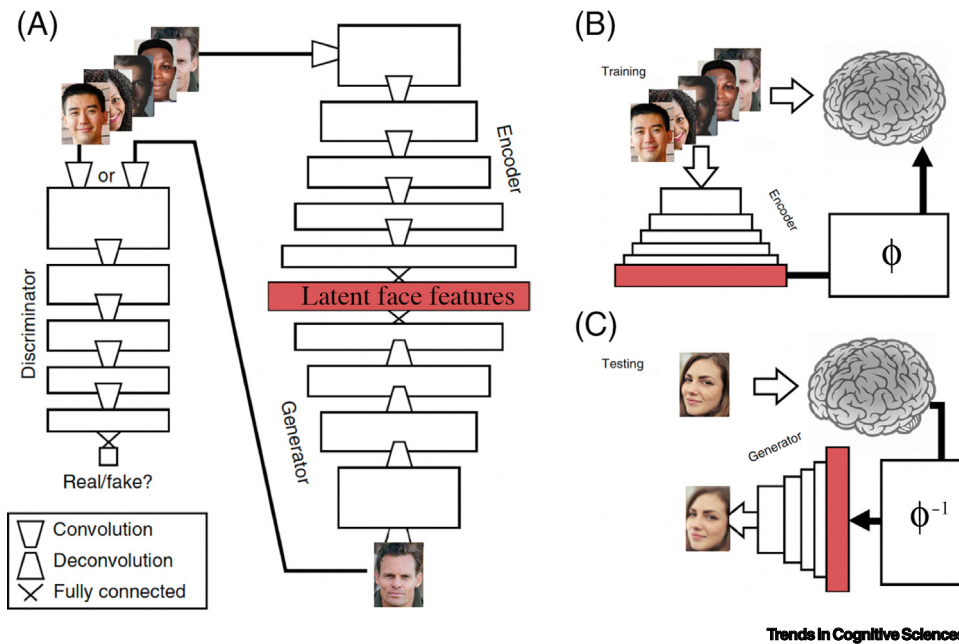 (A)
or
Discriminator
Real/fake?
Convolution
Deconvolution
Fully connected
Encoder
Latent face features
Generator
(B)
Training
Encoder
ϕ
(C)
Testing
Generator
ϕ⁻¹
Trends in Cognitive Sciences